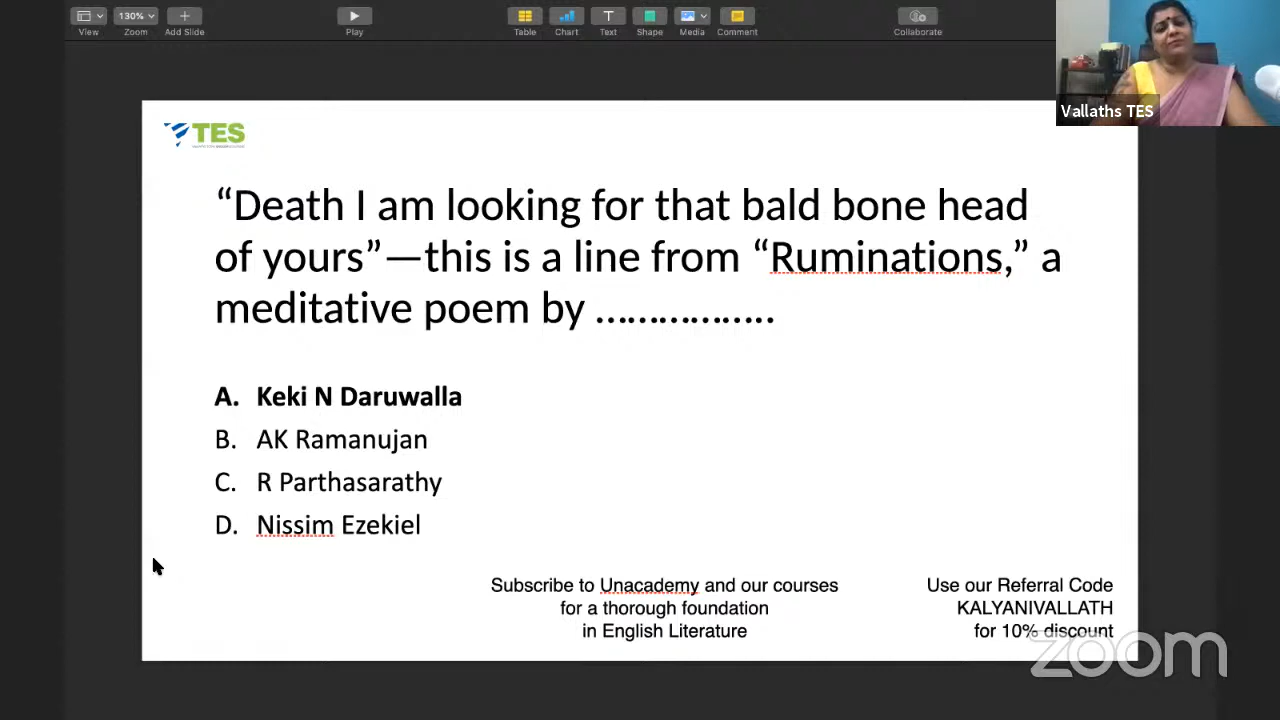 130%
View
Zoom
Add Slide
Play
Table
Chart
Text
Shape
Media
Comment
Collaborate
Vallaths TES
TES
“Death I am looking for that bald bone head
of yours”—this is a line from “Ruminations,” a
meditative poem by ……………..
A. Keki N Daruwalla
B. AK Ramanujan
C. R Parthasarathy
D. Nissim Ezekiel
Subscribe to Unacademy and our courses
for a thorough foundation
in English Literature
Use our Referral Code
KALYANIVALLATH
for 10% discount
zoom